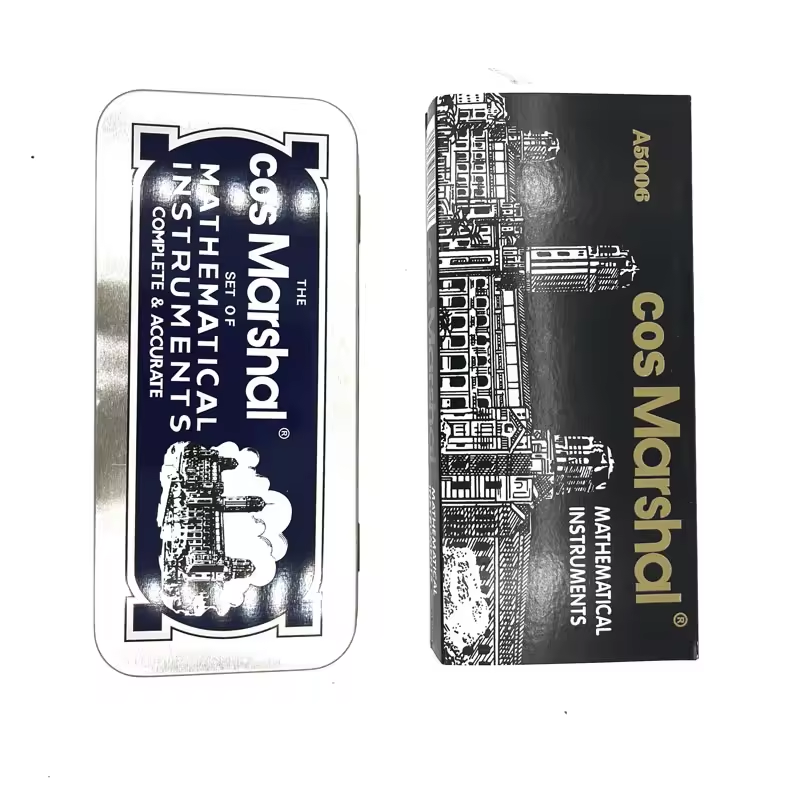 THE
cos Marshal®
SET OF
MATHEMATICAL
INSTRUMENTS
COMPLETE & ACCURATE
A5006
cos Marshal®
MATHEMATICAL
INSTRUMENTS